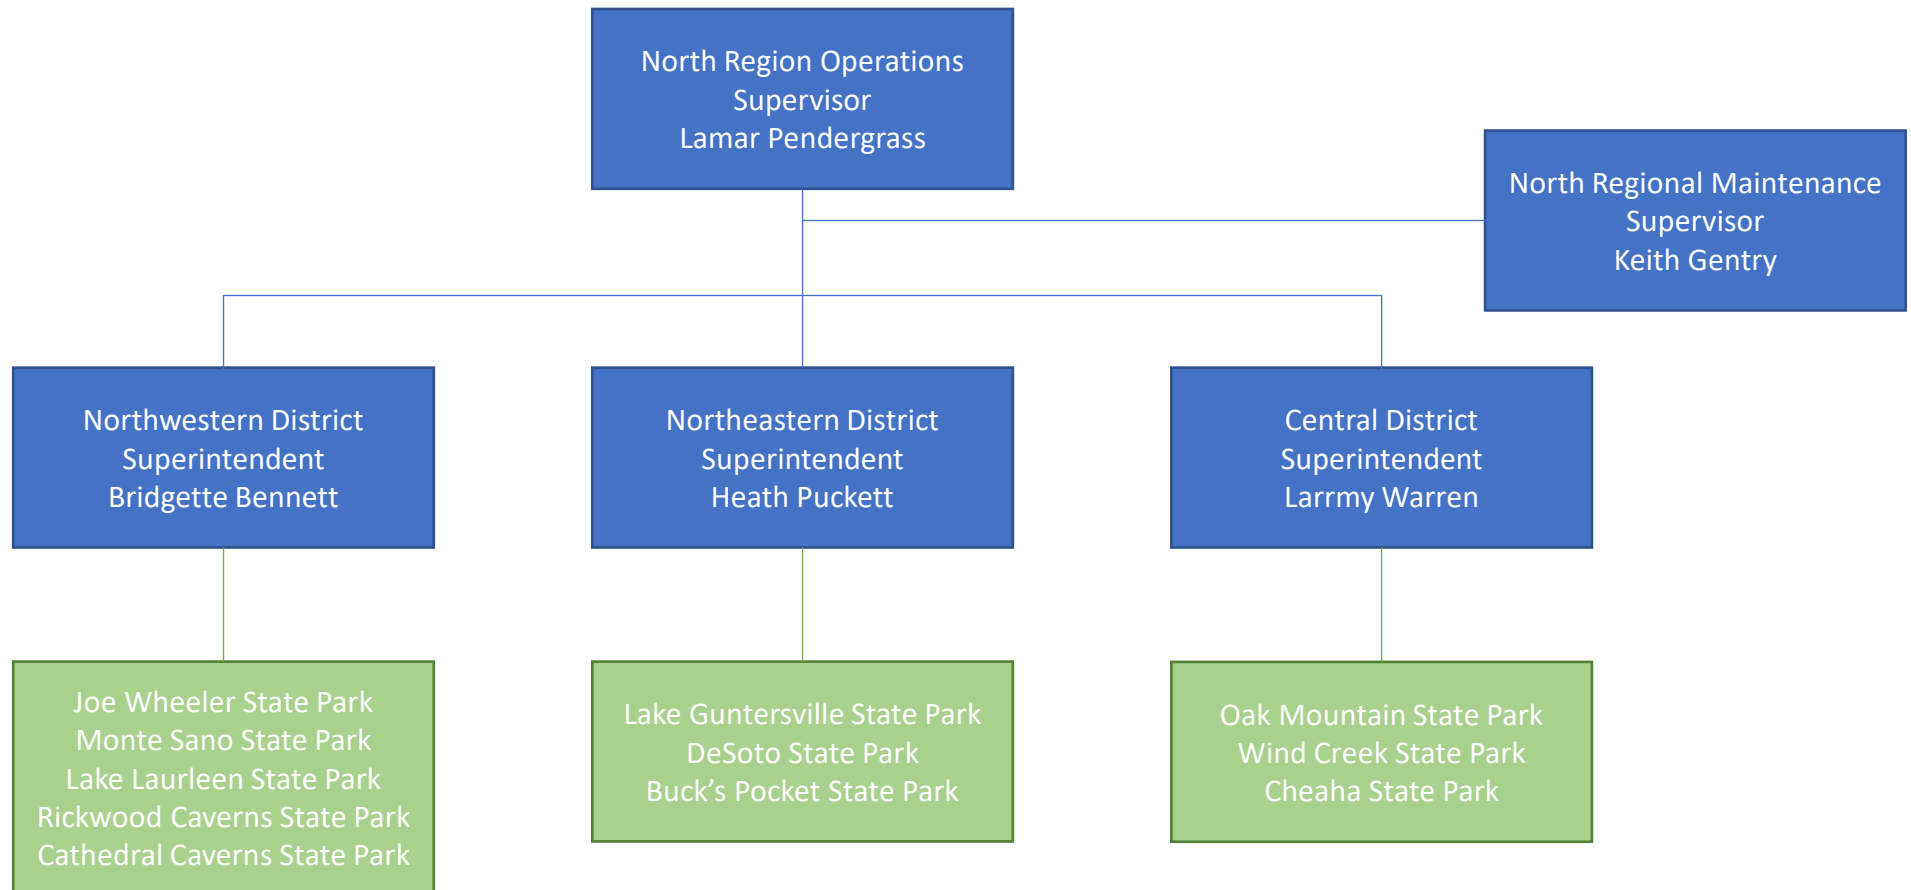 North Region Operations
Supervisor
Lamar Pendergrass
North Regional Maintenance
Supervisor
Keith Gentry
Northwestern District
Superintendent
Bridgette Bennett
Northeastern District
Superintendent
Heath Puckett
Central District
Superintendent
Larrmy Warren
Joe Wheeler State Park
Monte Sano State Park
Lake Laurleen State Park
Rickwood Caverns State Park
Cathedral Caverns State Park
Lake Guntersville State Park
DeSoto State Park
Buck’s Pocket State Park
Oak Mountain State Park
Wind Creek State Park
Cheaha State Park